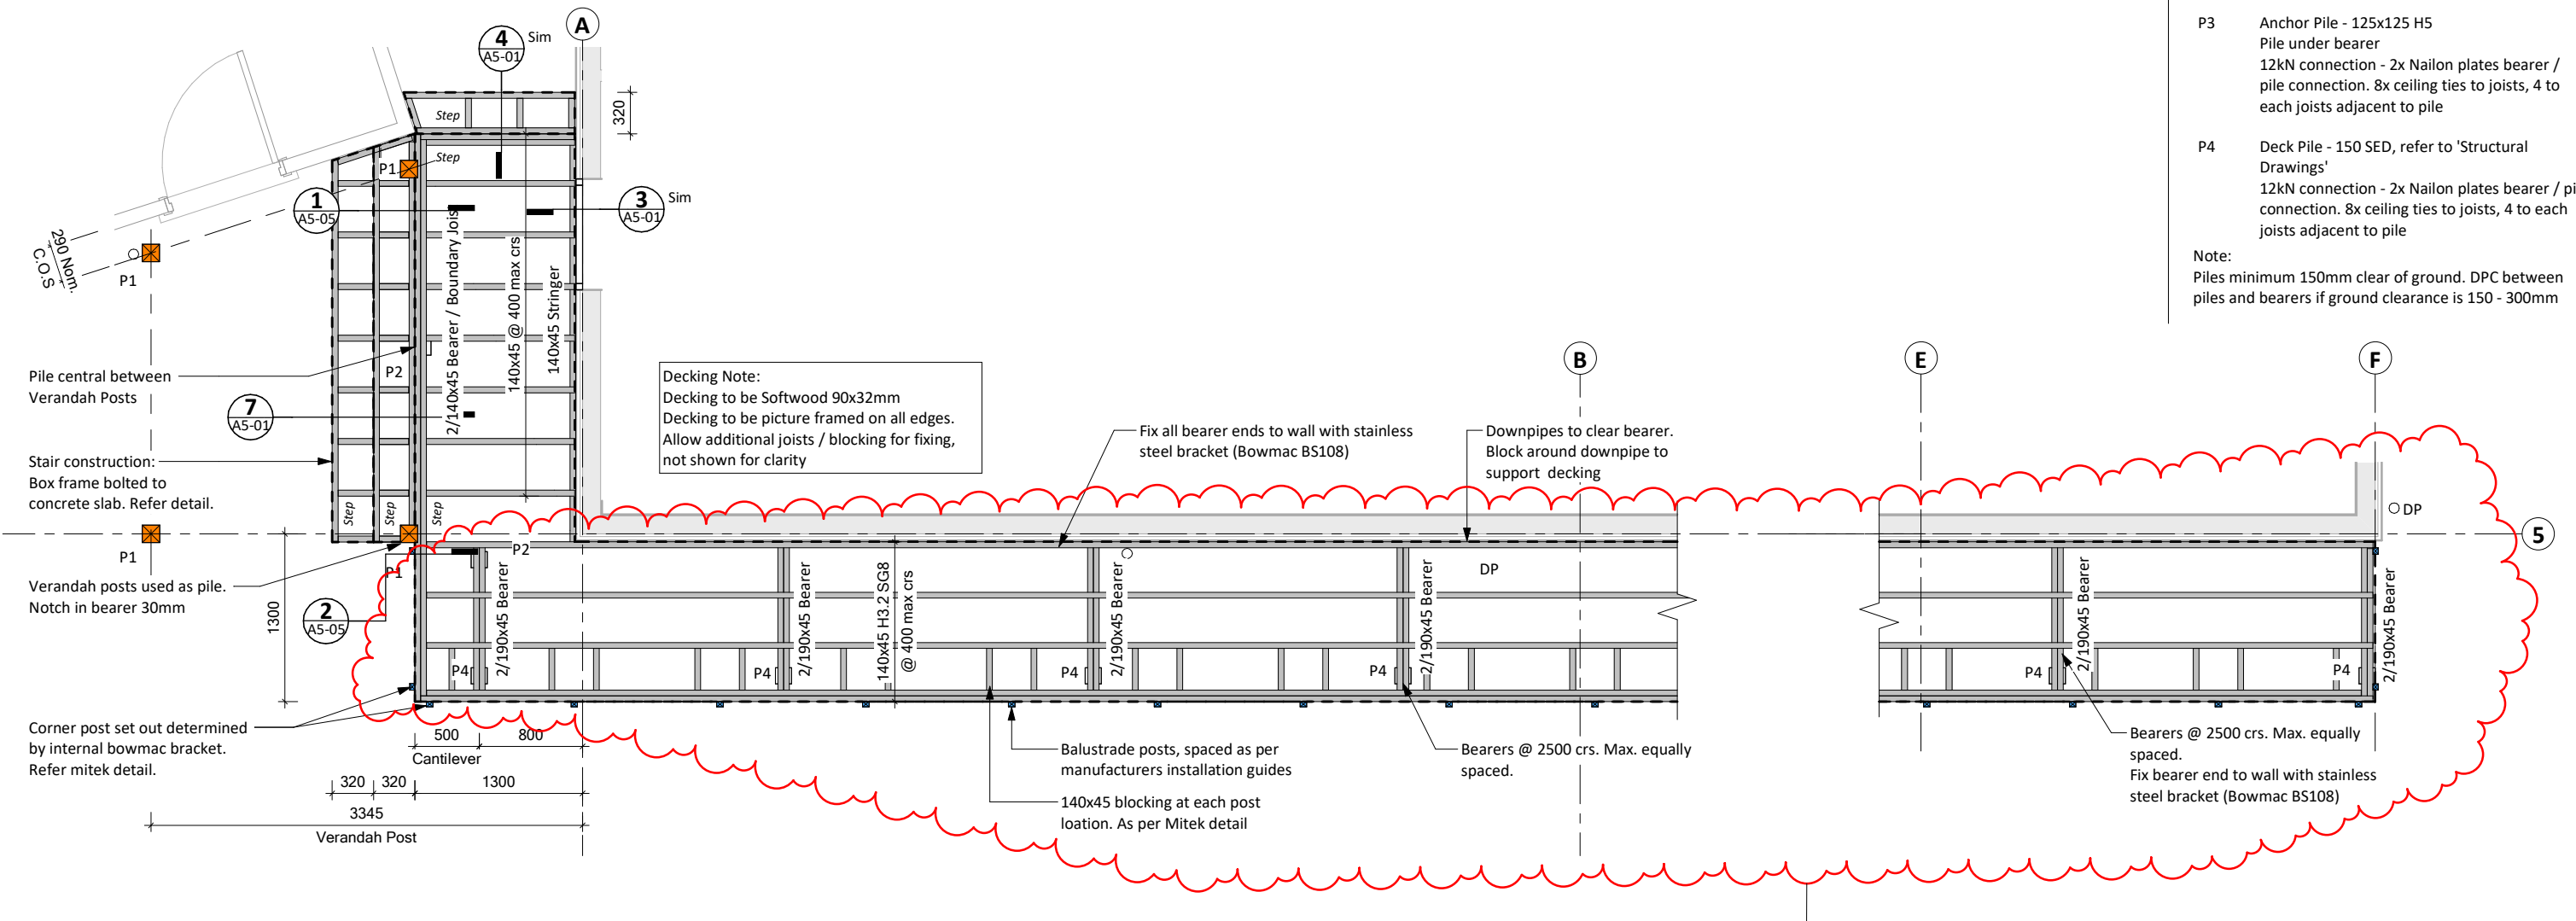 4
A5-01
Sim
A
320
Step
Step
P1
1
A5-05
3
A5-01
Sim
290 Nom.
C.O.S
P1
2/140x45 Bearer / Boundary Jois
140x45 @ 400 max crs
140x45 Stringer
Pile central between
Verandah Posts
P2
7
A5-01
Stair construction:
Box frame bolted to
concrete slab. Refer detail.
Step
Step
Step
P1
Verandah posts used as pile.
Notch in bearer 30mm
P1
P2
2
A5-05
1300
Corner post set out determined
by internal bowmac bracket.
Refer mitek detail.
500
800
Cantilever
320
320
1300
3345
Verandah Post
Decking Note:
Decking to be Softwood 90x32mm
Decking to be picture framed on all edges.
Allow additional joists / blocking for fixing,
not shown for clarity
Fix all bearer ends to wall with stainless
steel bracket (Bowmac BS108)
Downpipes to clear bearer.
Block around downpipe to
support decking
B
E
F
5
DP
DP
P4
2/190x45 Bearer
P4
2/190x45 Bearer
140x45 H3.2 SG8
@ 400 max crs
P4
2/190x45 Bearer
P4
2/190x45 Bearer
P4
2/190x45 Bearer
P4
2/190x45 Bearer
Balustrade posts, spaced as per
manufacturers installation guides
140x45 blocking at each post
loation. As per Mitek detail
Bearers @ 2500 crs. Max. equally
spaced.
Bearers @ 2500 crs. Max. equally
spaced.
Fix bearer end to wall with stainless
steel bracket (Bowmac BS108)
P3
Anchor Pile - 125x125 H5
Pile under bearer
12kN connection - 2x Nailon plates bearer /
pile connection. 8x ceiling ties to joists, 4 to
each joists adjacent to pile
P4
Deck Pile - 150 SED, refer to 'Structural
Drawings'
12kN connection - 2x Nailon plates bearer / pi
connection. 8x ceiling ties to joists, 4 to each
joists adjacent to pile
Note:
Piles minimum 150mm clear of ground. DPC between
piles and bearers if ground clearance is 150 - 300mm